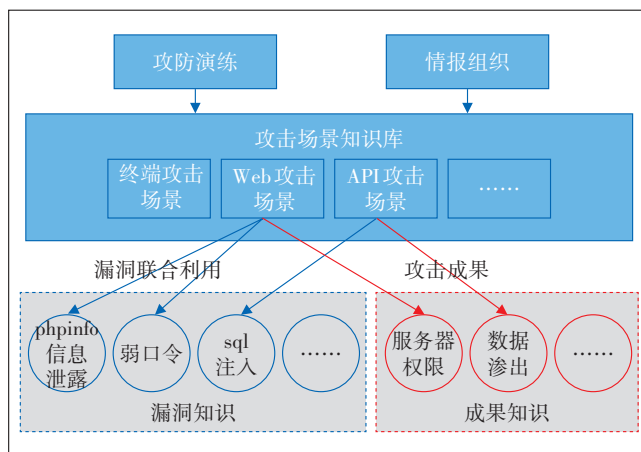 攻防演练
情报组织
攻击场景知识库
终端攻击
场景
Web攻击
场景
API攻击
场景
……
漏洞联合利用
攻击成果
phpinfo
信息
泄露
弱口令
sql
注入
……
服务器
权限
数据
渗出
……
漏洞知识
成果知识